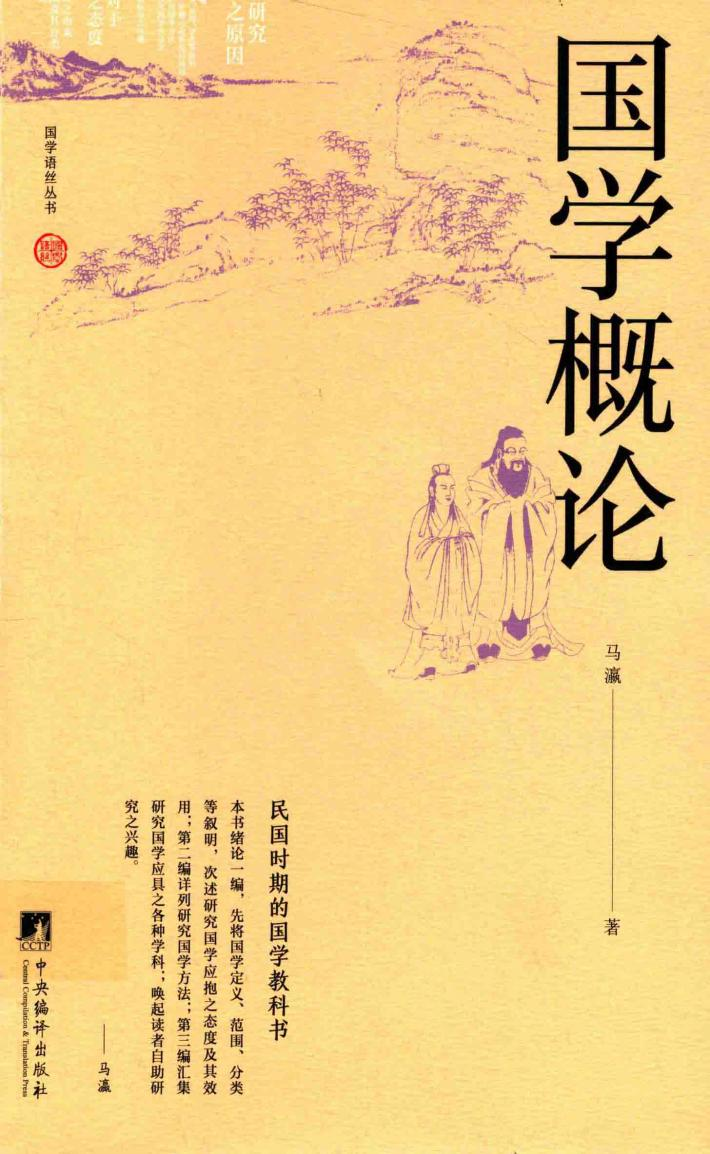 国学概论
马瀛
著
研究
之原因
之态度
国学语丝丛书
民国时期的国学教科书
本书绪论一编，先将国学定义、范围、分类
等叙明，次述研究国学应抱之态度及其效
用；第二编详列研究国学方法；第三编汇集
研究国学应具之各种学科；唤起读者自助研
究之兴趣。
——马瀛
CCTP
中央编译出版社
Central Compilation & Translation Press